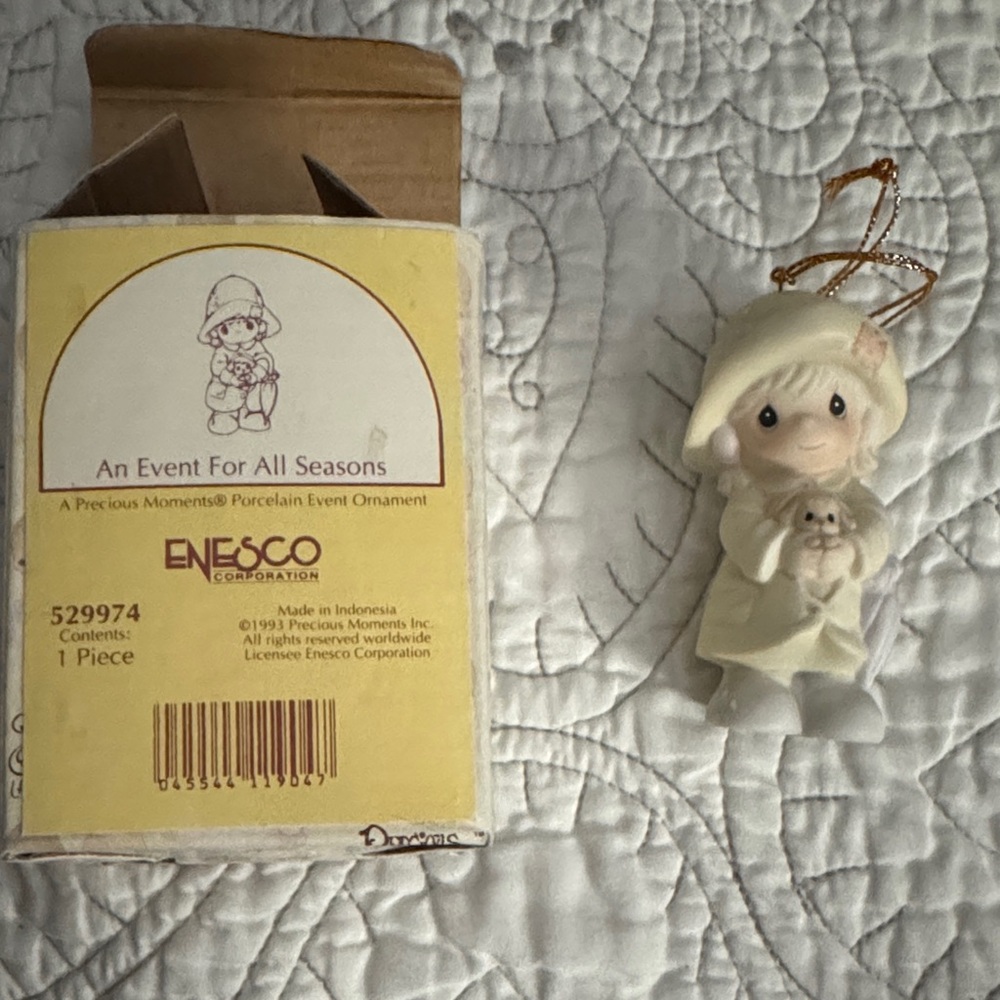 An Event For All Seasons
A Precious Moments® Porcelain Event Ornament
ENESCO
CORPORATION
529974
Contents:
1 Piece
Made in Indonesia
©1993 Precious Moments Inc.
All rights reserved worldwide
Licensee Enesco Corporation
045544 119047